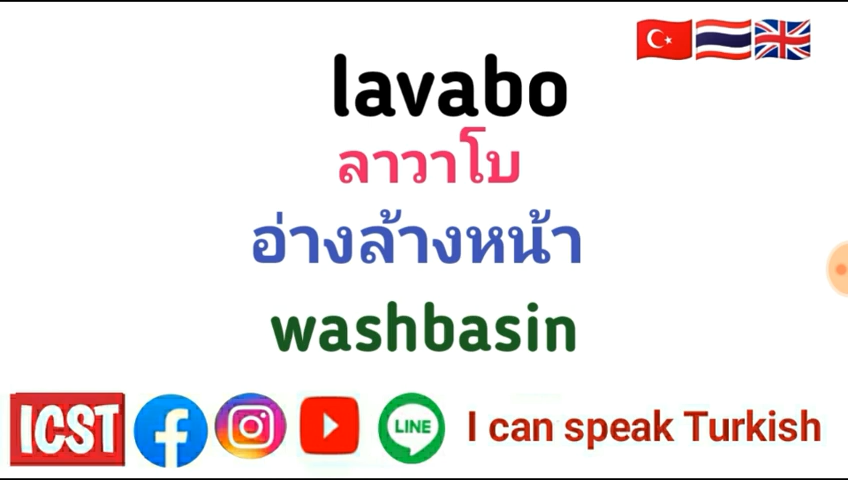 lavabo
ลาวาโบ
อ่างล้างหน้า
washbasin
ICST
LINE
I can speak Turkish